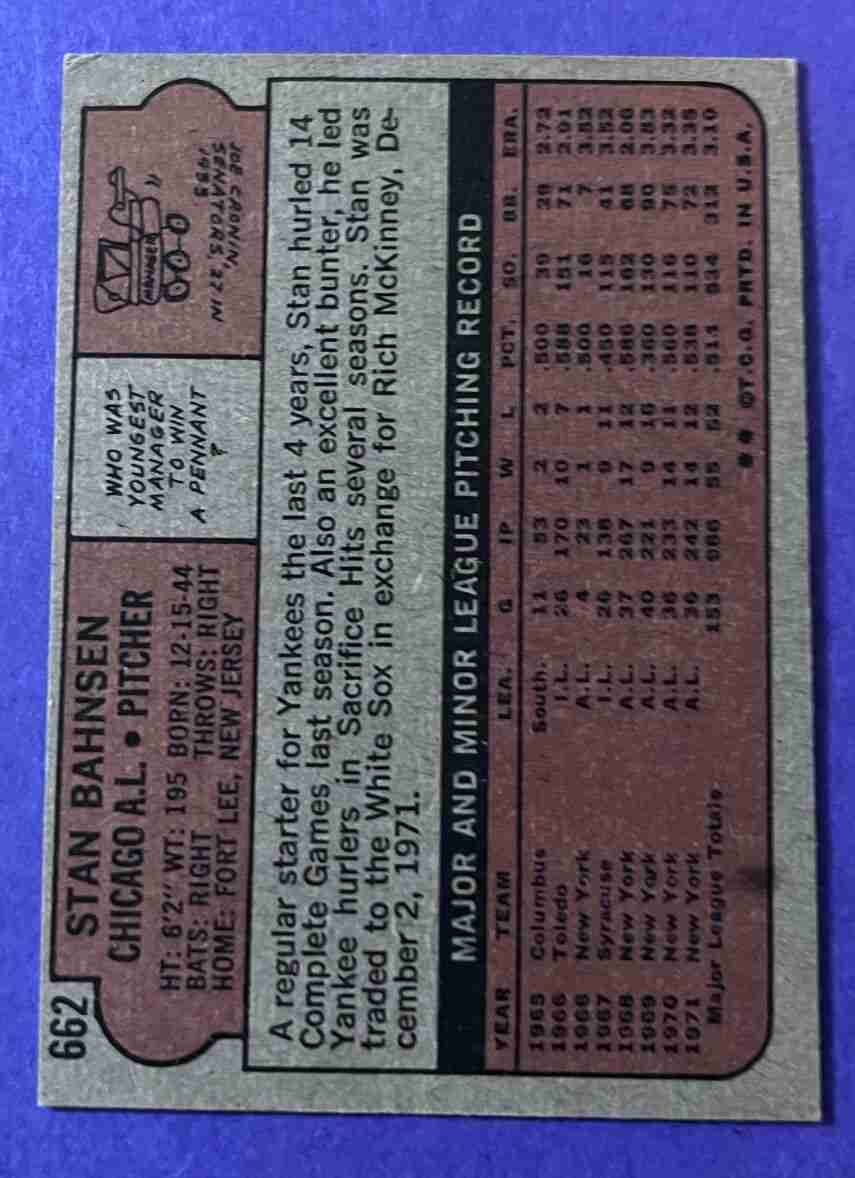 662
STAN BAHNSEN
CHICAGO A.L. • PITCHER
HT: 6'2" WT: 195 BORN: 12-15-44
BATS: RIGHT THROWS: RIGHT
HOME: FORT LEE, NEW JERSEY
WHO WAS
YOUNGEST
MANAGER
TO WIN
A PENNANT
?
MANAGER
JOE CRONIN
SENATORS, 27 IN
1933
A regular starter for Yankees the last 4 years, Stan hurled 14
Complete Games last season. Also an excellent bunter, he led
Yankee hurlers in Sacrifice Hits several seasons. Stan was
traded to the White Sox in exchange for Rich McKinney, De-
cember 2, 1971.
MAJOR AND MINOR LEAGUE PITCHING RECORD
YEAR TEAM LEA. G IP W L PCT. SO. BB. ERA.
1965 Columbus South. 11 53 2 2 .500 39 29 2.72
1966 Toledo I.L. 26 170 10 7 .588 151 71 2.91
1966 New York A.L. 4 23 1 1 .500 16 7 3.52
1967 Syracuse I.L. 26 138 9 11 .450 115 41 3.52
1968 New York A.L. 37 267 17 12 .586 162 68 2.06
1969 New York A.L. 40 221 9 16 .360 130 90 3.83
1970 New York A.L. 36 233 14 11 .560 116 75 3.32
1971 New York A.L. 36 242 14 12 .538 110 72 3.35
Major League Totals 153 986 55 52 .514 534 312 3.10
** ©T.C.G. PRTD. IN U.S.A.